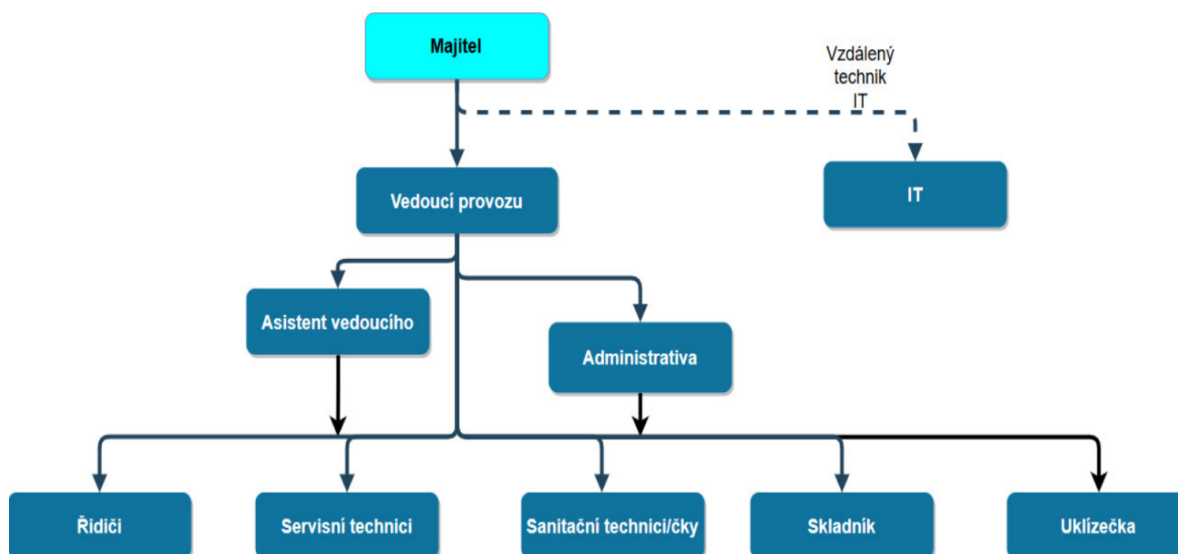 Majitel
Vzdálený
technik
IT
Vedoucí provozu
IT
Asistent vedoucího
Administrativa
Řidiči
Servisní technici
Sanitační technici/čky
Skladník
Uklízečka